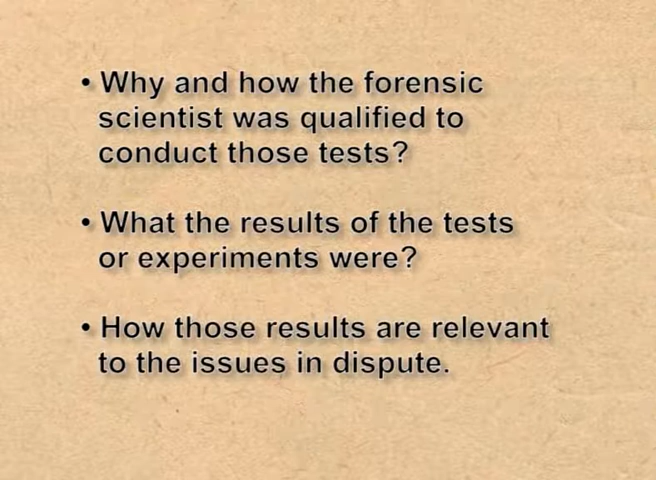 • Why and how the forensic
scientist was qualified to
conduct those tests?
• What the results of the tests
or experiments were?
• How those results are relevant
to the issues in dispute.